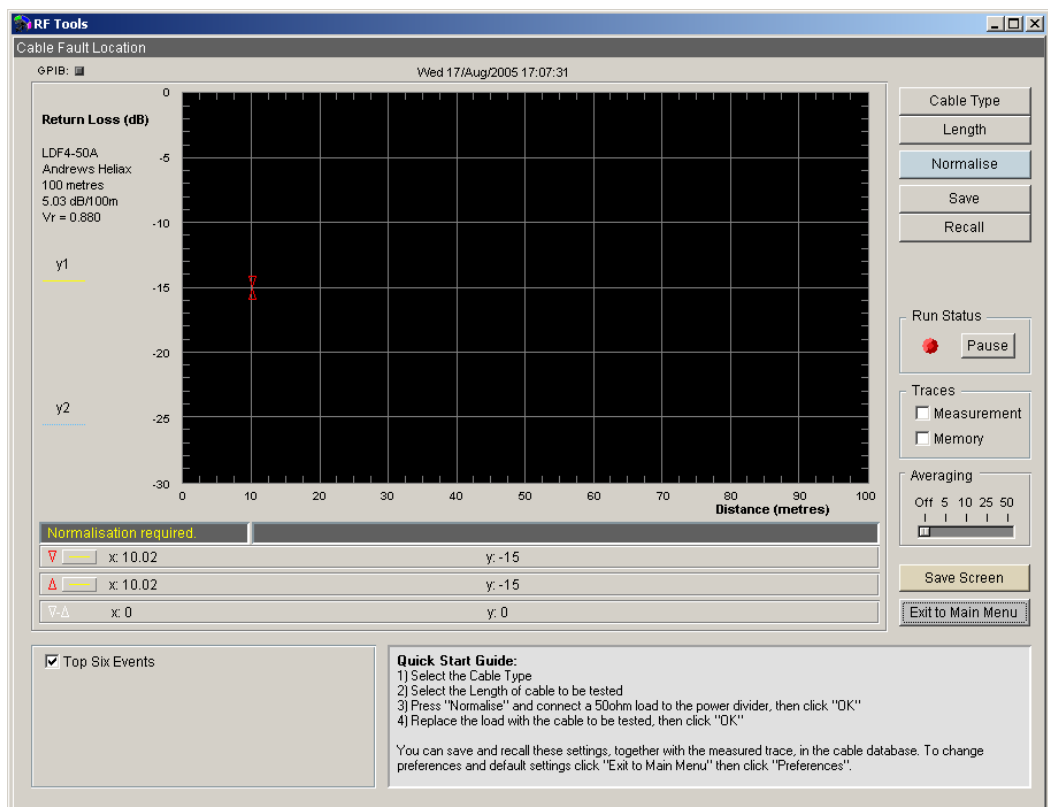 RF Tools
Cable Fault Location
GPIB:
Wed 17/Aug/2005 17:07:31
Return Loss (dB)
LDF4-50A
Andrews Heliax
100 metres
5.03 dB/100m
Vr = 0.880
y1
y2
0
-5
-10
-15
-20
-25
-30
0 10 20 30 40 50 60 70 80 90 100
Distance (metres)
Cable Type
Length
Normalise
Save
Recall
Run Status
Pause
Traces
Measurement
Memory
Averaging
Off 5 10 25 50
Save Screen
Exit to Main Menu
Normalisation required.
x: 10.02 y: -15
x: 10.02 y: -15
∇-Δ x: 0 y: 0
Top Six Events
Quick Start Guide:
1) Select the Cable Type
2) Select the Length of cable to be tested
3) Press "Normalise" and connect a 50ohm load to the power divider, then click "OK"
4) Replace the load with the cable to be tested, then click "OK"
You can save and recall these settings, together with the measured trace, in the cable database. To change
preferences and default settings click "Exit to Main Menu" then click "Preferences".